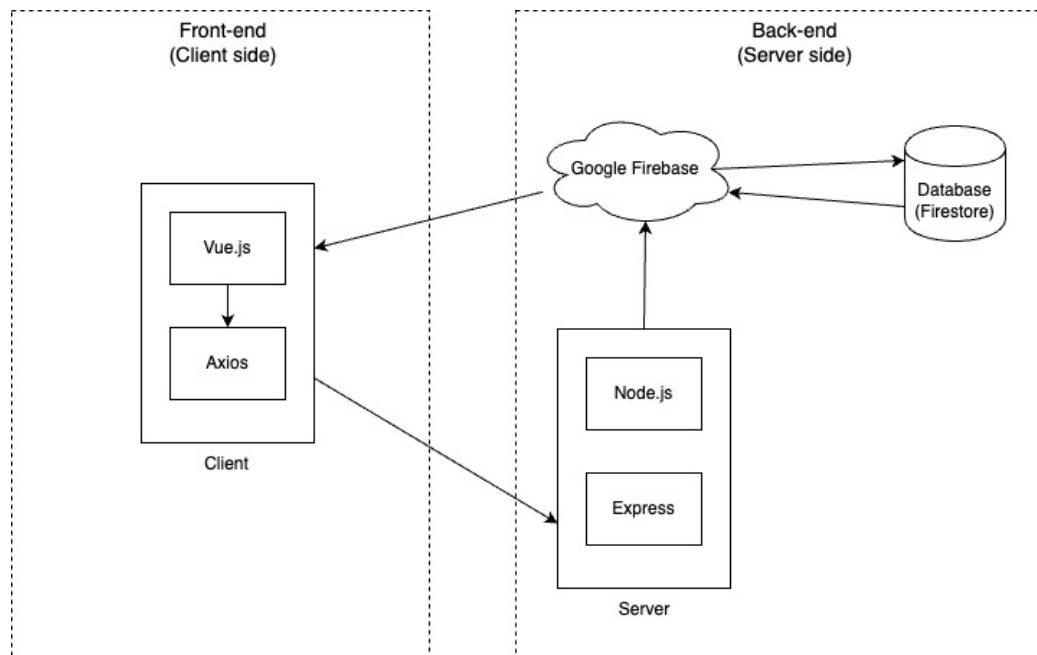 Front-end
(Client side)
Back-end
(Server side)
Google Firebase
Database
(Firestore)
Vue.js
Axios
Client
Node.js
Express
Server